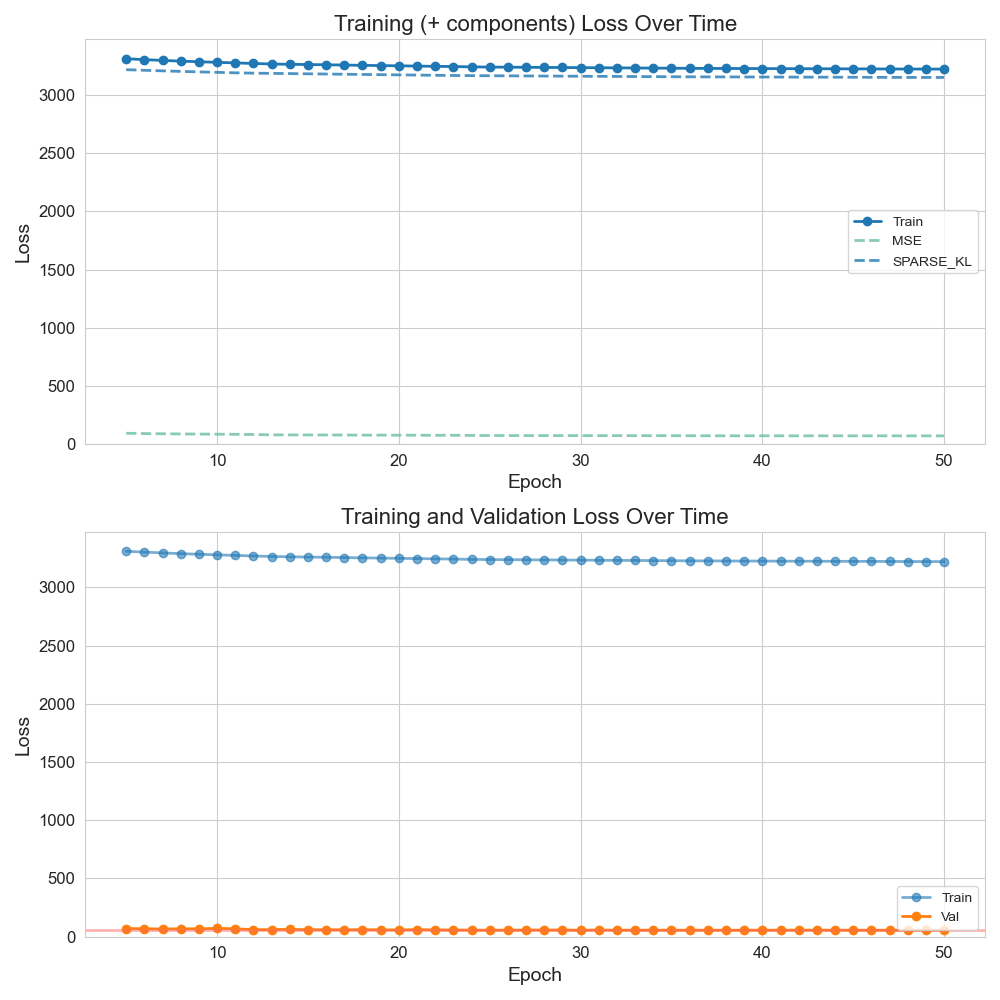 Training (+ components) Loss Over Time
Loss
3000
2500
2000
1500
1000
500
0
Train
MSE
SPARSE_KL
10 20 30 40 50
Epoch
Training and Validation Loss Over Time
Loss
3000
2500
2000
1500
1000
500
0
Train
Val
10 20 30 40 50
Epoch